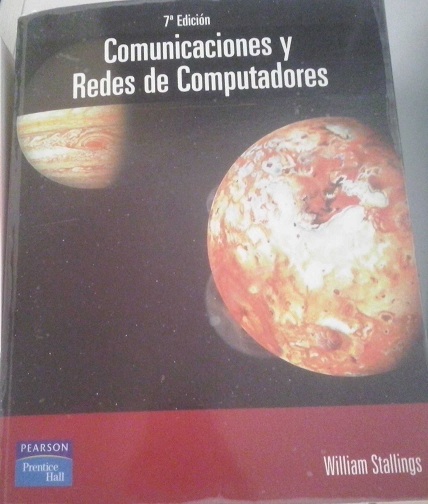 7ª Edición
Comunicaciones y
Redes de Computadores
PEARSON
Prentice
Hall
William Stallings